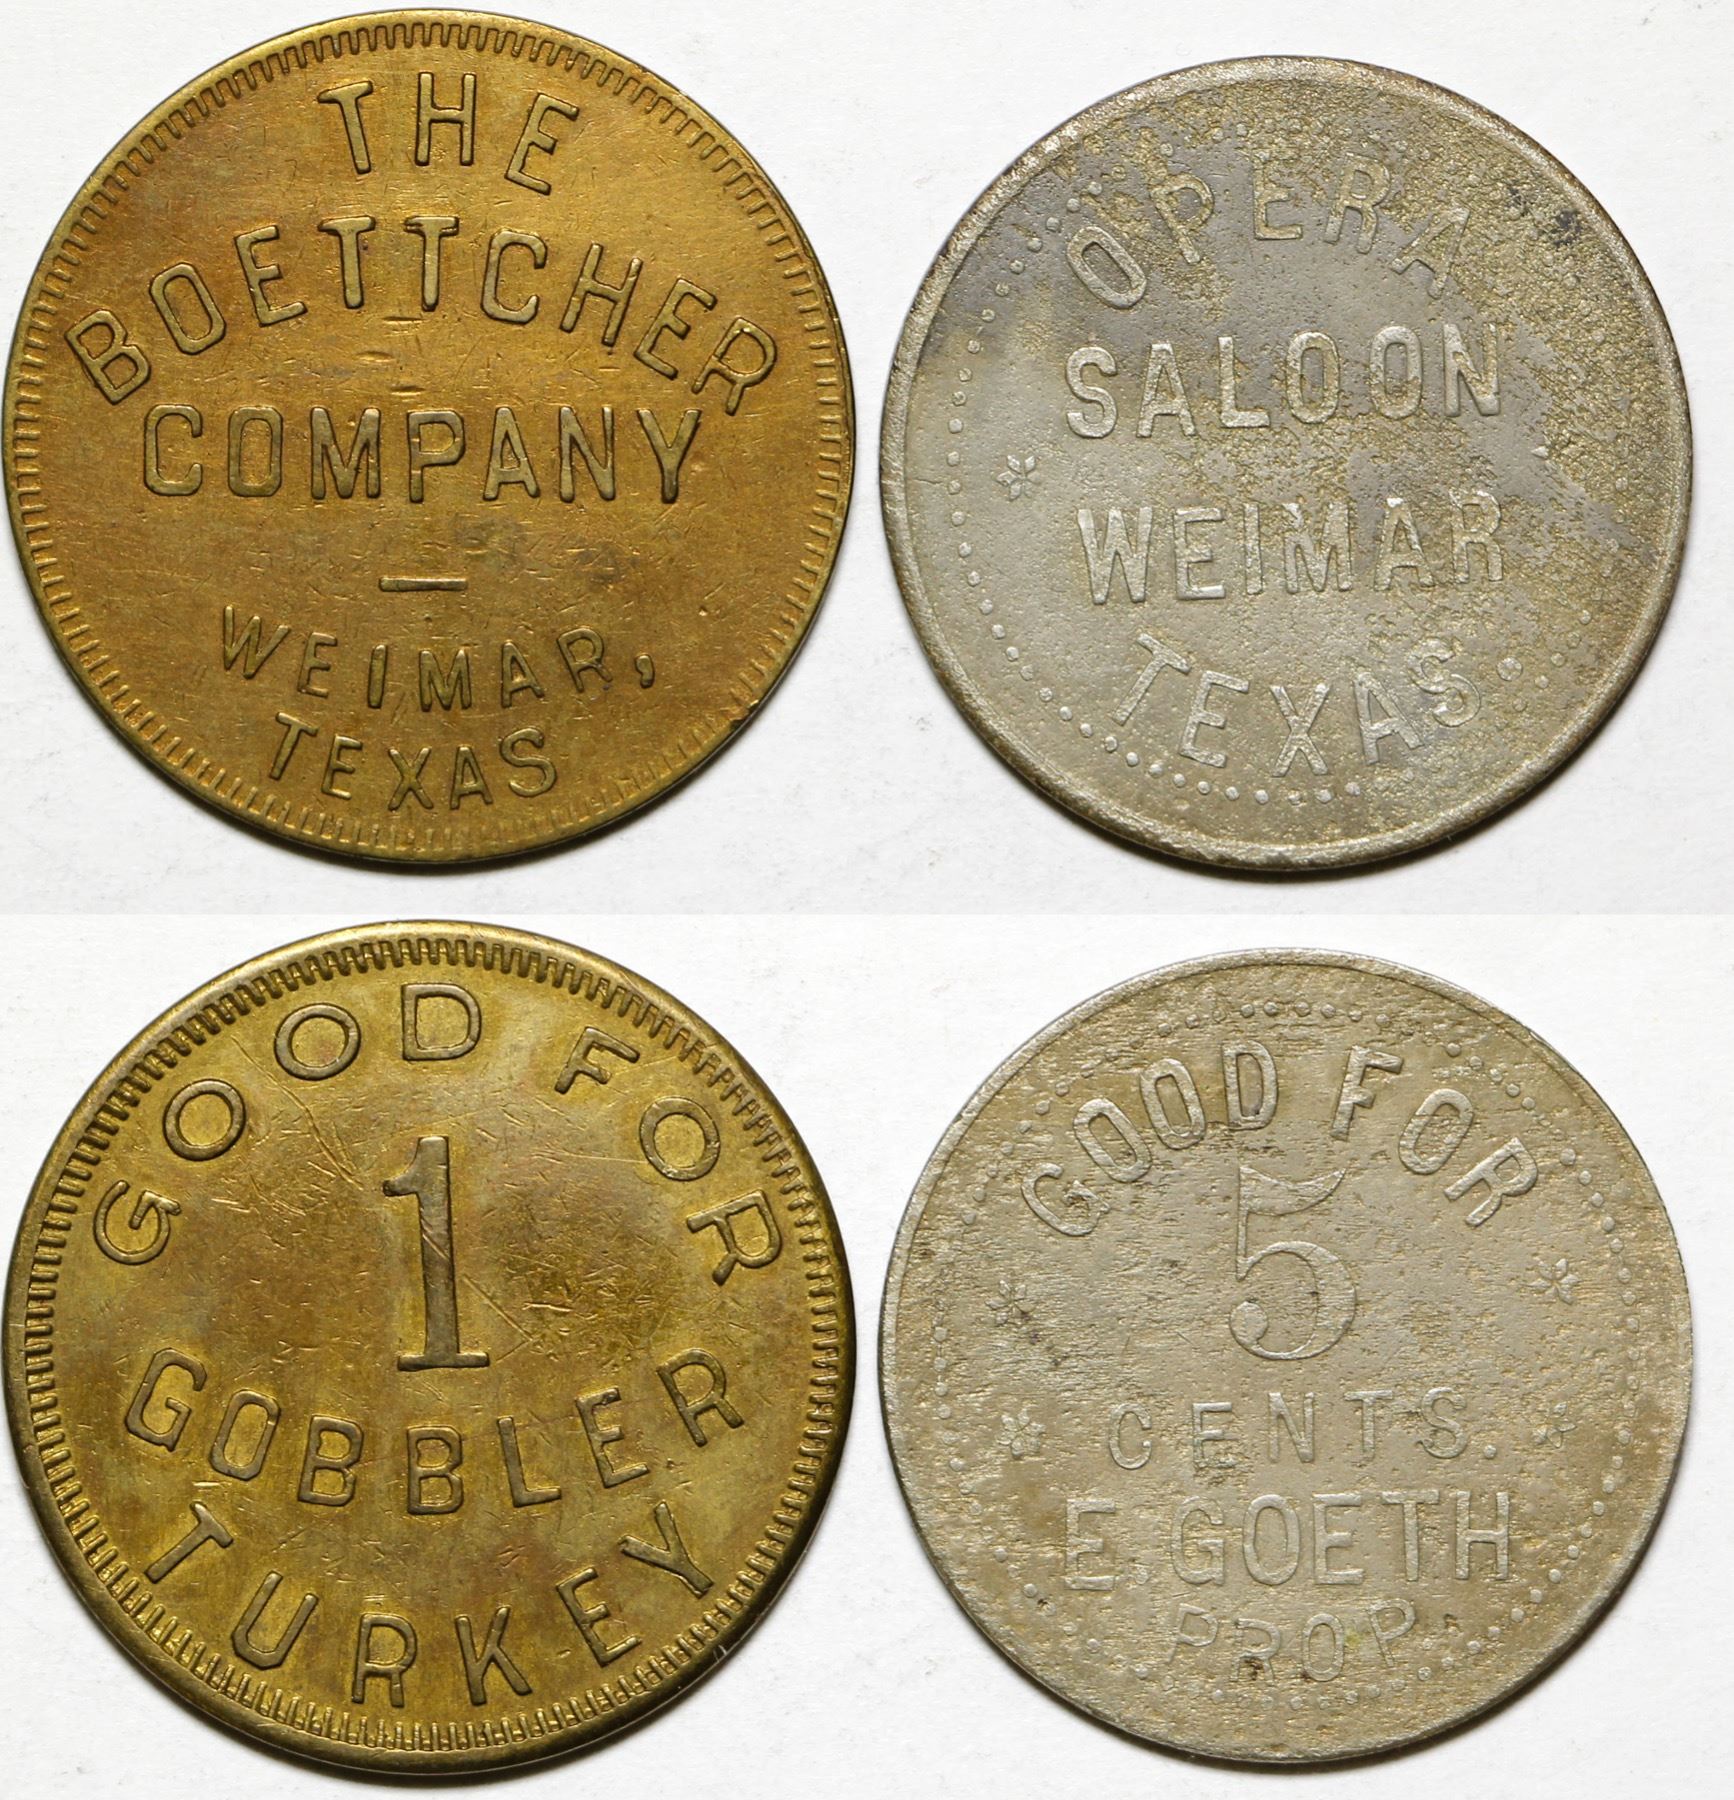 THE
BOETTCHER
COMPANY
WEIMAR,
TEXAS
OPERA
SALOON
WEIMAR
TEXAS
GOOD FOR
1
GOBBLER
TURKEY
GOOD FOR
5
CENTS.
E. GOETH
PROP.